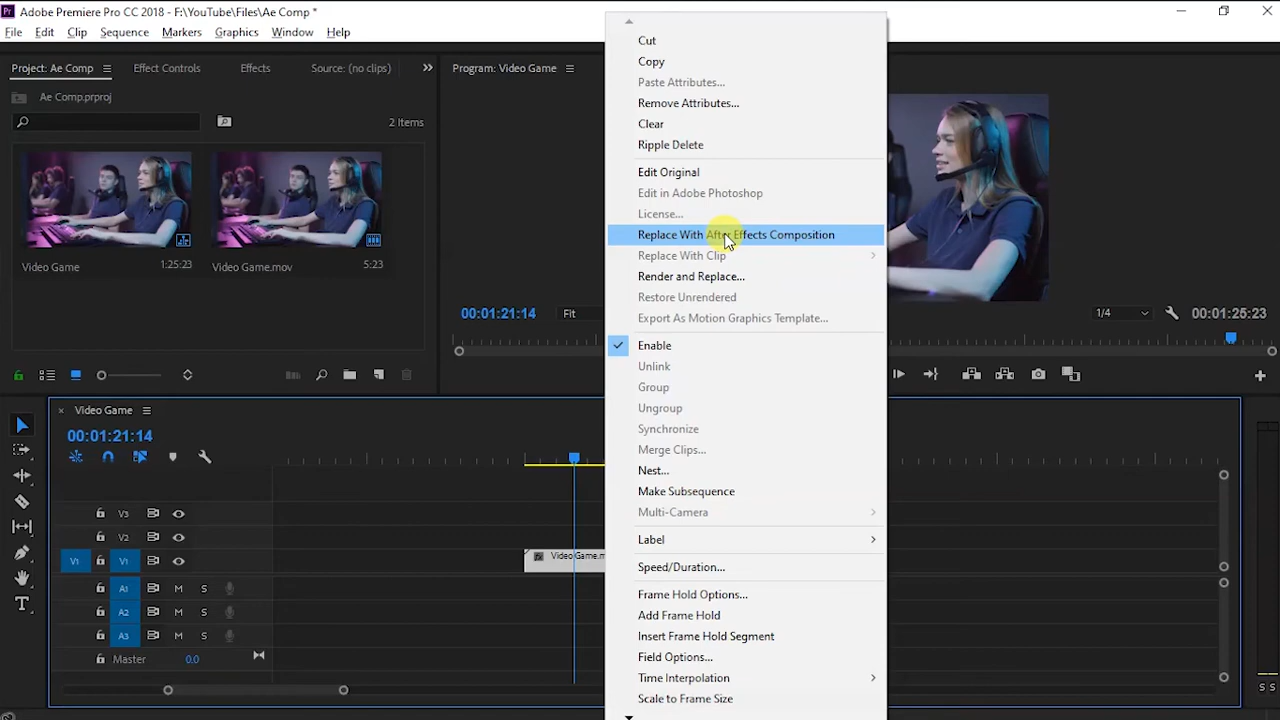 Pr Adobe Premiere Pro CC 2018 - F:\YouTube\Files\Ae Comp *
File Edit Clip Sequence Markers Graphics Window Help
Project: Ae Comp Effect Controls Effects Source: (no clips)
Program: Video Game
Ae Comp.prproj
2 Items
Video Game 1:25:23
Video Game.mov 5:23
00:01:21:14 Fit
1/4 00:01:25:23
Cut
Copy
Paste Attributes...
Remove Attributes...
Clear
Ripple Delete
Edit Original
Edit in Adobe Photoshop
License...
Replace With After Effects Composition
Replace With Clip
Render and Replace...
Restore Unrendered
Export As Motion Graphics Template...
Enable
Unlink
Group
Ungroup
Synchronize
Merge Clips...
Nest...
Make Subsequence
Multi-Camera
Label
Speed/Duration...
Frame Hold Options...
Add Frame Hold
Insert Frame Hold Segment
Field Options...
Time Interpolation
Scale to Frame Size
Video Game
00:01:21:14
V3
V2
V1 V1
fx Video Game.m
A1 M S
A2 M S
A3 M S
Master 0.0
S S